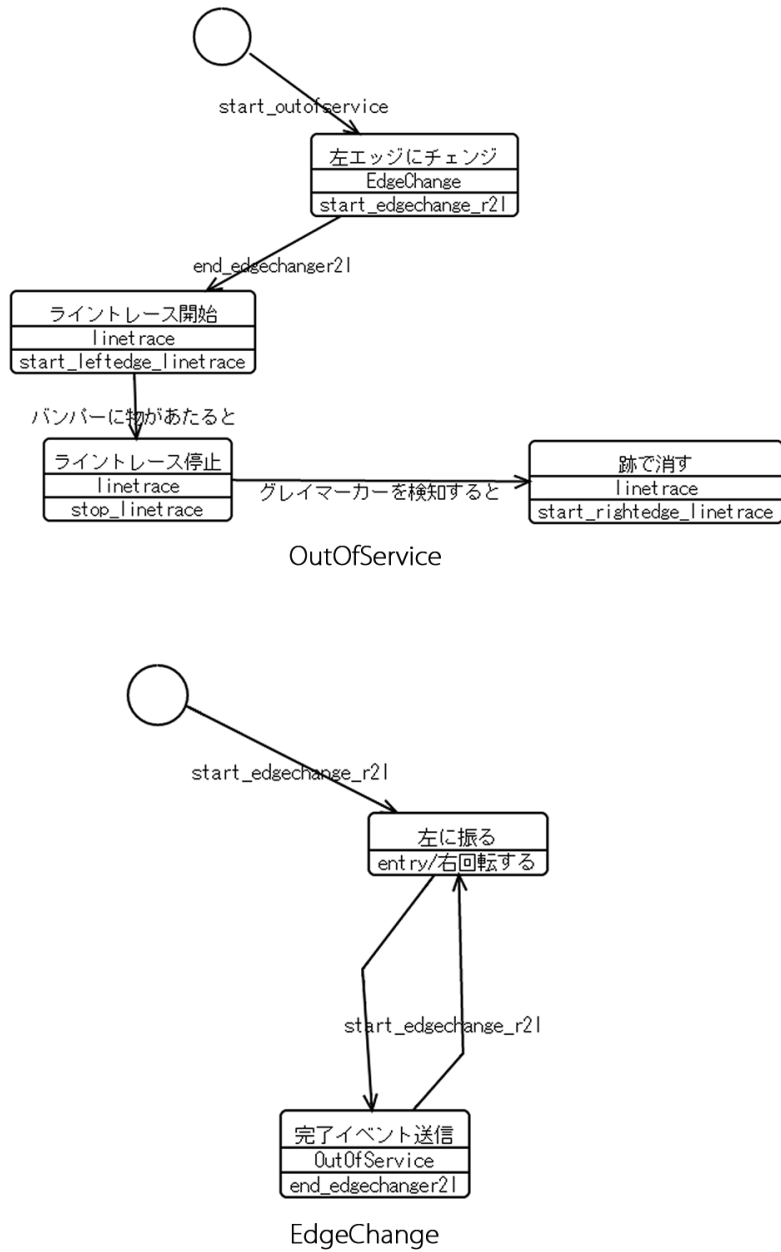 start_outofservice
左エッジにチェンジ
EdgeChange
start_edgechange_r2l
end_edgechanger2l
ライントレース開始
linetrace
start_leftedge_linetrace
バンパーに物があたると
ライントレース停止
linetrace
stop_linetrace
グレイマーカーを検知すると
跡で消す
linetrace
start_rightedge_linetrace
OutOfService
start_edgechange_r2l
左に振る
entry/右回転する
start_edgechange_r2l
完了イベント送信
OutOfService
end_edgechanger2l
EdgeChange